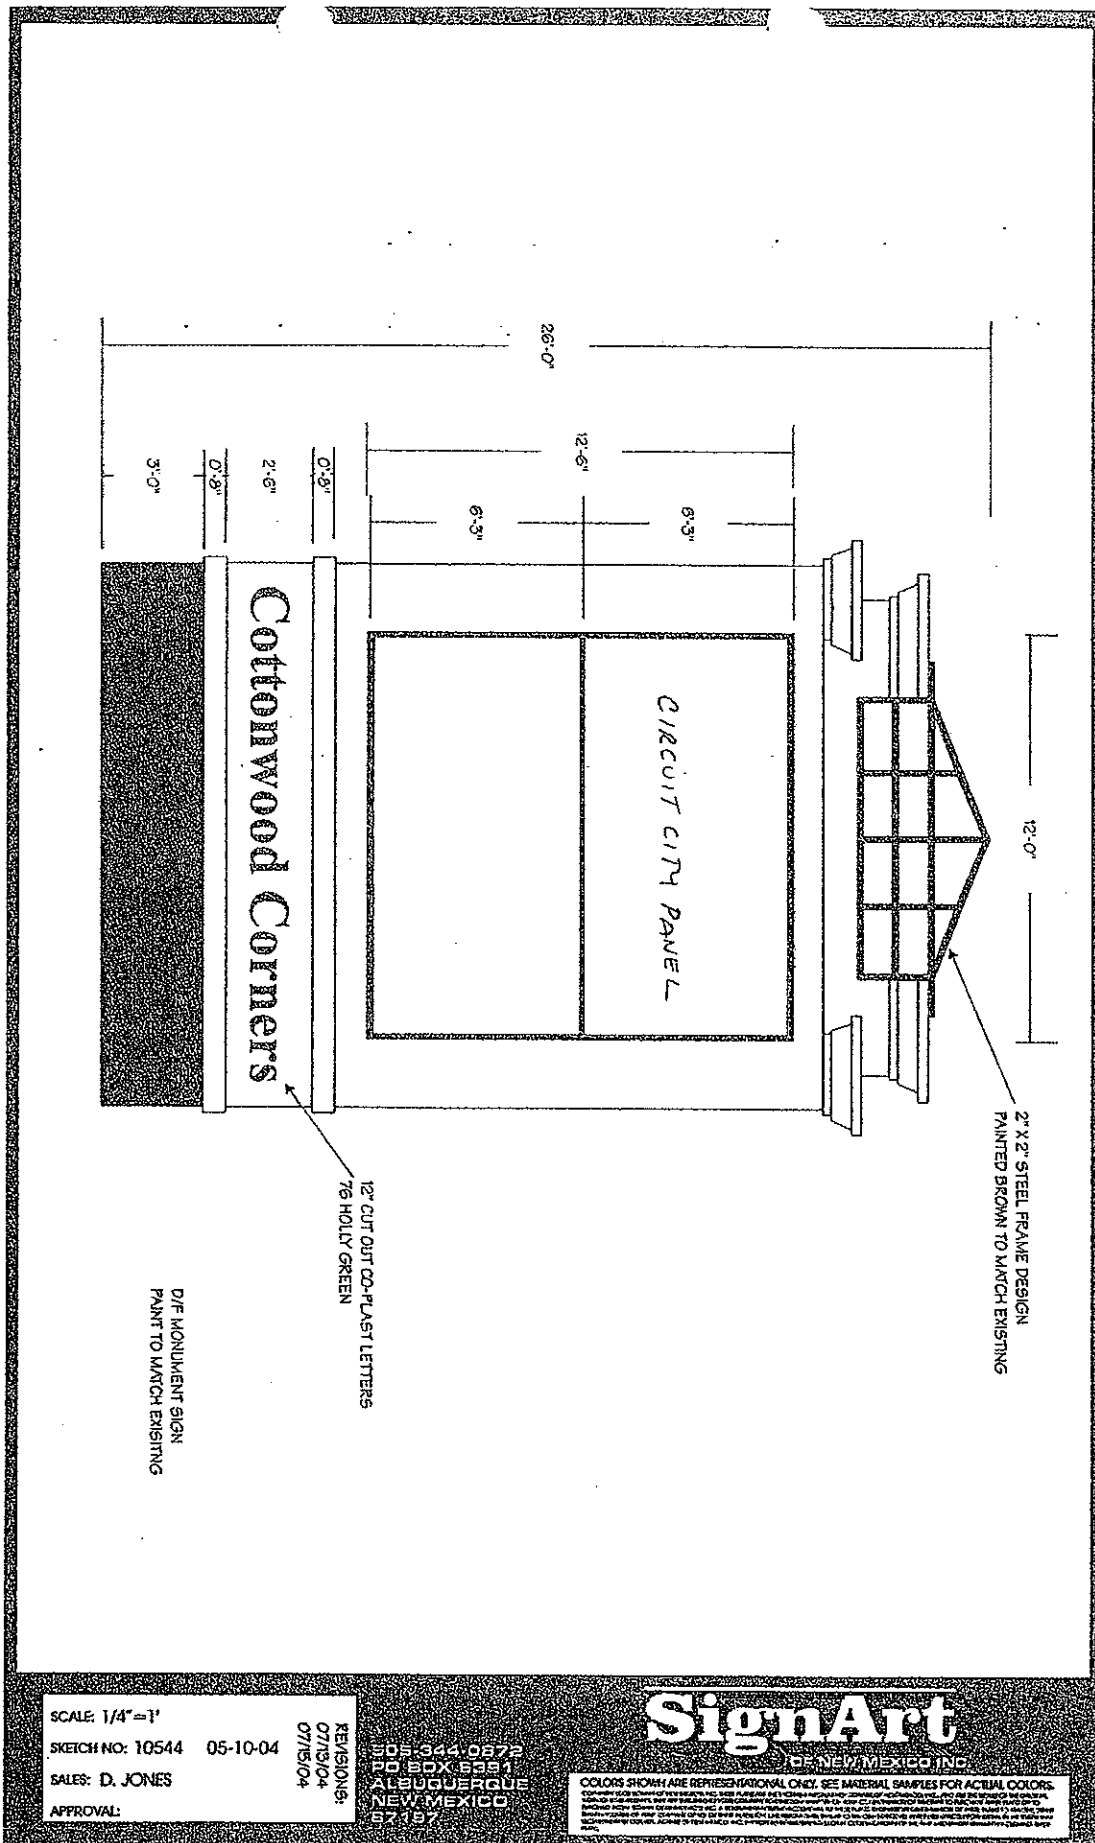 12'-0"
2" X 2" STEEL FRAME DESIGN
PAINTED BROWN TO MATCH EXISTING
26'-0"
12'-6"
6'-3"
6'-3"
CIRCUIT CITY PANEL
0'-8"
2'-6"
0'-8"
3'-0"
Cottonwood Corners
12" CUT OUT CO-PLAST LETTERS
76 HOLLY GREEN
D/F MONUMENT SIGN
PAINT TO MATCH EXISITNG
SCALE: 1/4"=1'
SKETCH NO: 10544 05-10-04
SALES: D. JONES
APPROVAL:
REVISIONS:
07/13/04
07/15/04
505-344-0872
PO BOX 6391
ALBUQUERQUE
NEW MEXICO
87197
SignArt
OF NEW MEXICO, INC.
COLORS SHOWN ARE REPRESENTATIONAL ONLY. SEE MATERIAL SAMPLES FOR ACTUAL COLORS.